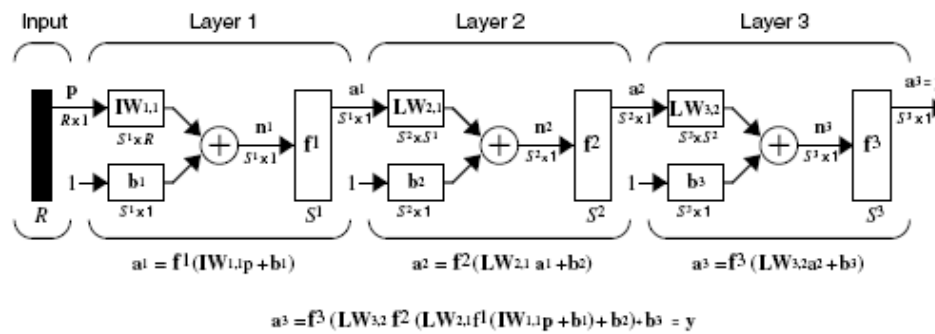 Input Layer 1 Layer 2 Layer 3
p a1 a2 a3 =
IW1,1 LW2,1 LW3,2
R x 1 S1 x 1 S2 x 1 S3 x 1
S1 x R n1 S2 x S1 n2 S3 x S2 n3
f1 f2 f3
S1 x 1 S2 x 1 S3 x 1
1 b1 1 b2 1 b3
S1 x 1 S2 x 1 S3 x 1
R S1 S2 S3
a1 = f1(IW1,1p +b1) a2 = f2(LW2,1 a1+b2) a3 =f3 (LW3,2a2+b3)
a3 =f3 (LW3,2 f2 (LW2,1f1(IW1,1p +b1)+ b2)+b3 = y